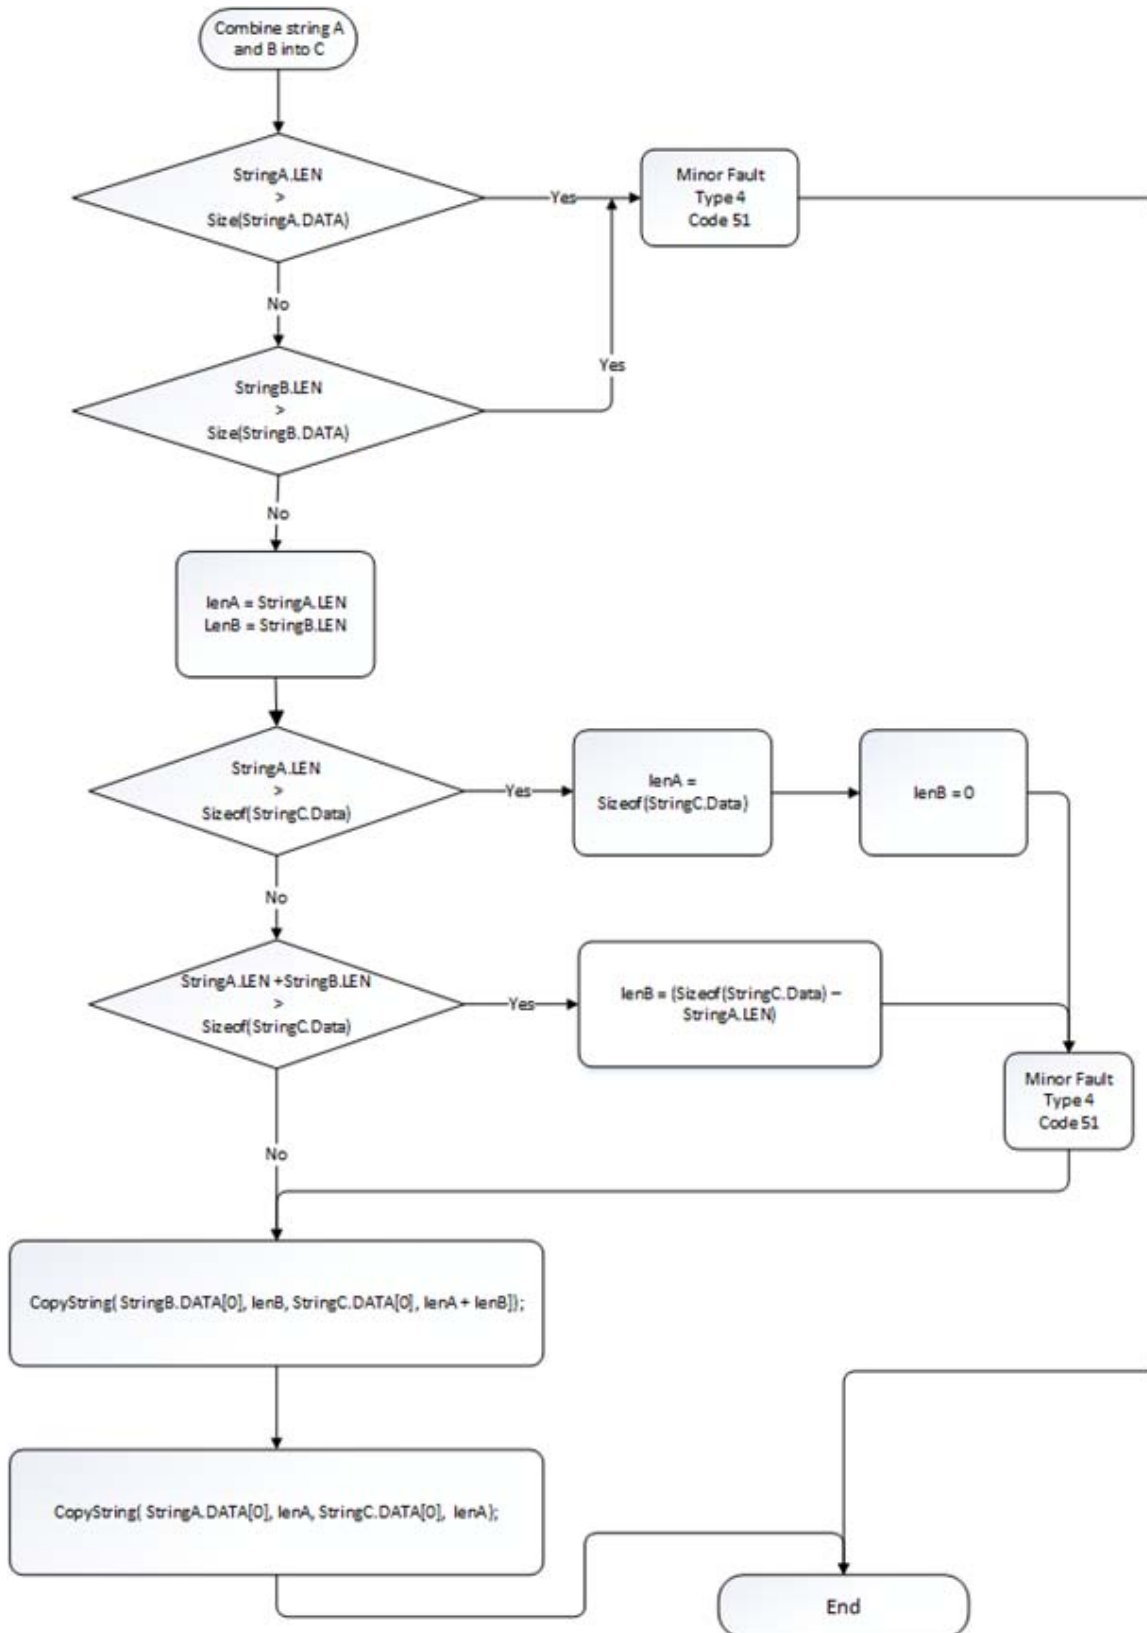 Combine string A
and B into C
StringA.LEN
>
Size(StringA.DATA)
Yes
Minor Fault
Type 4
Code 51
No
StringB.LEN
>
Size(StringB.DATA)
Yes
No
lenA = StringA.LEN
LenB = StringB.LEN
StringA.LEN
>
Sizeof(StringC.Data)
Yes
lenA =
Sizeof(StringC.Data)
lenB = 0
No
StringA.LEN +StringB.LEN
>
Sizeof(StringC.Data)
Yes
lenB = (Sizeof(StringC.Data) –
StringA.LEN)
Minor Fault
Type 4
Code 51
No
CopyString( StringB.DATA[0], lenB, StringC.DATA[0], lenA + lenB]);
CopyString( StringA.DATA[0], lenA, StringC.DATA[0], lenA);
End